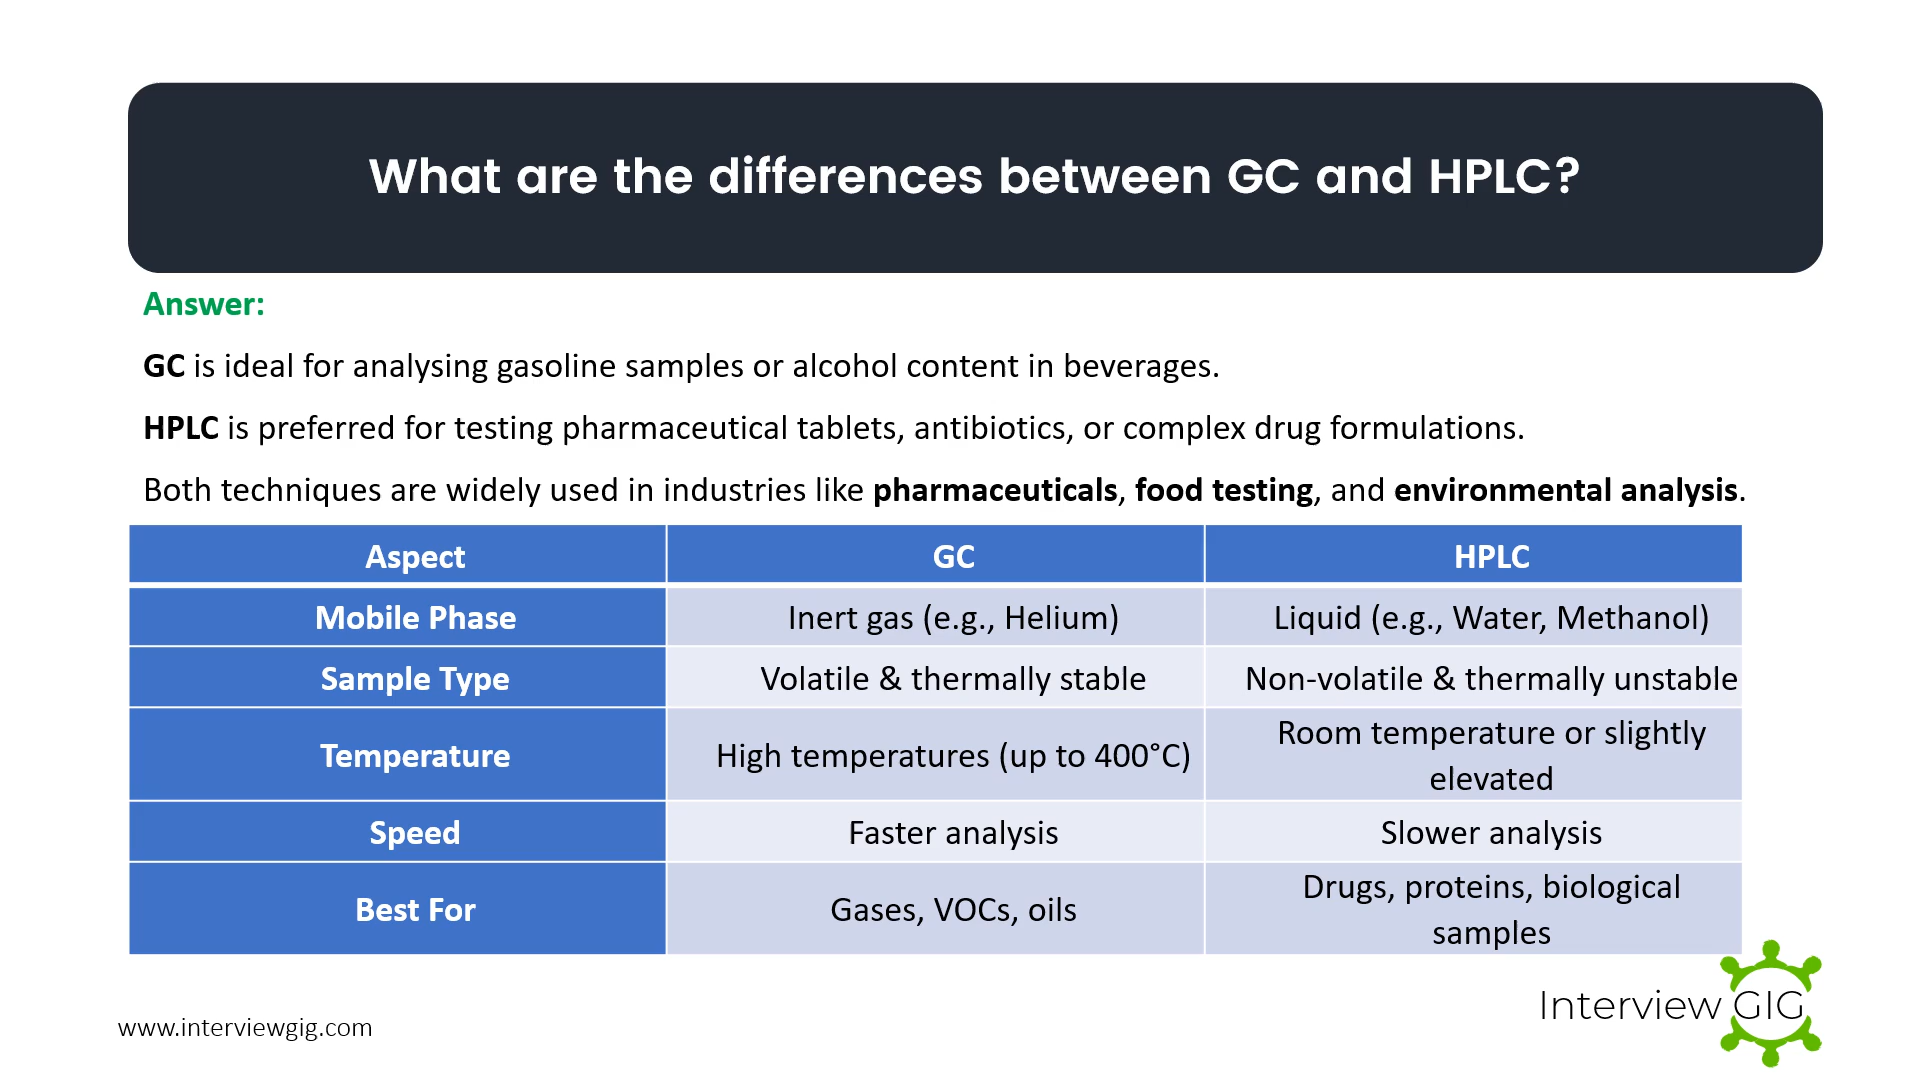 What are the differences between GC and HPLC?
Answer:
GC is ideal for analysing gasoline samples or alcohol content in beverages.
HPLC is preferred for testing pharmaceutical tablets, antibiotics, or complex drug formulations.
Both techniques are widely used in industries like pharmaceuticals, food testing, and environmental analysis.
Aspect GC HPLC
Mobile Phase Inert gas (e.g., Helium) Liquid (e.g., Water, Methanol)
Sample Type Volatile & thermally stable Non-volatile & thermally unstable
Temperature High temperatures (up to 400°C) Room temperature or slightly
elevated
Speed Faster analysis Slower analysis
Best For Gases, VOCs, oils Drugs, proteins, biological
samples
www.interviewgig.com
Interview GIG